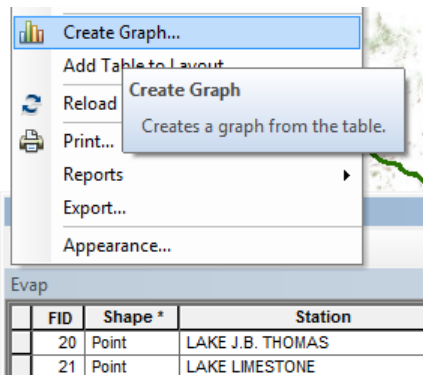 Create Graph...
Add Table to Layout
Create Graph
Reload
Creates a graph from the table.
Print...
Reports
Export...
Appearance...
Evap
FID Shape * Station
20 Point LAKE J.B. THOMAS
21 Point LAKE LIMESTONE